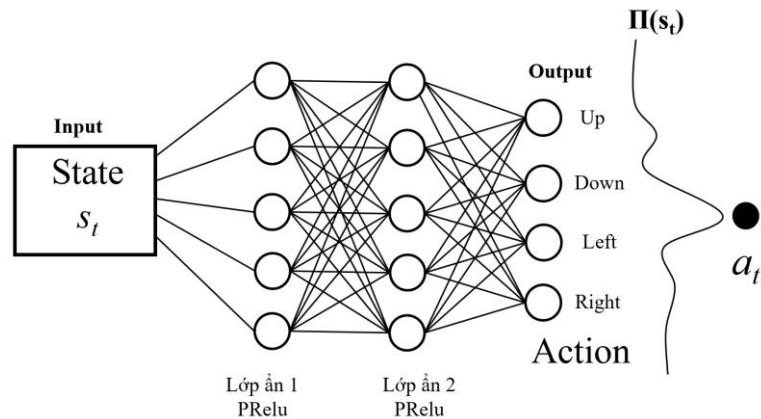 Π(sₜ)
Output
Input
State
sₜ
Up
Down
Left
Right
aₜ
Action
Lớp ẩn 1
PRelu
Lớp ẩn 2
PRelu